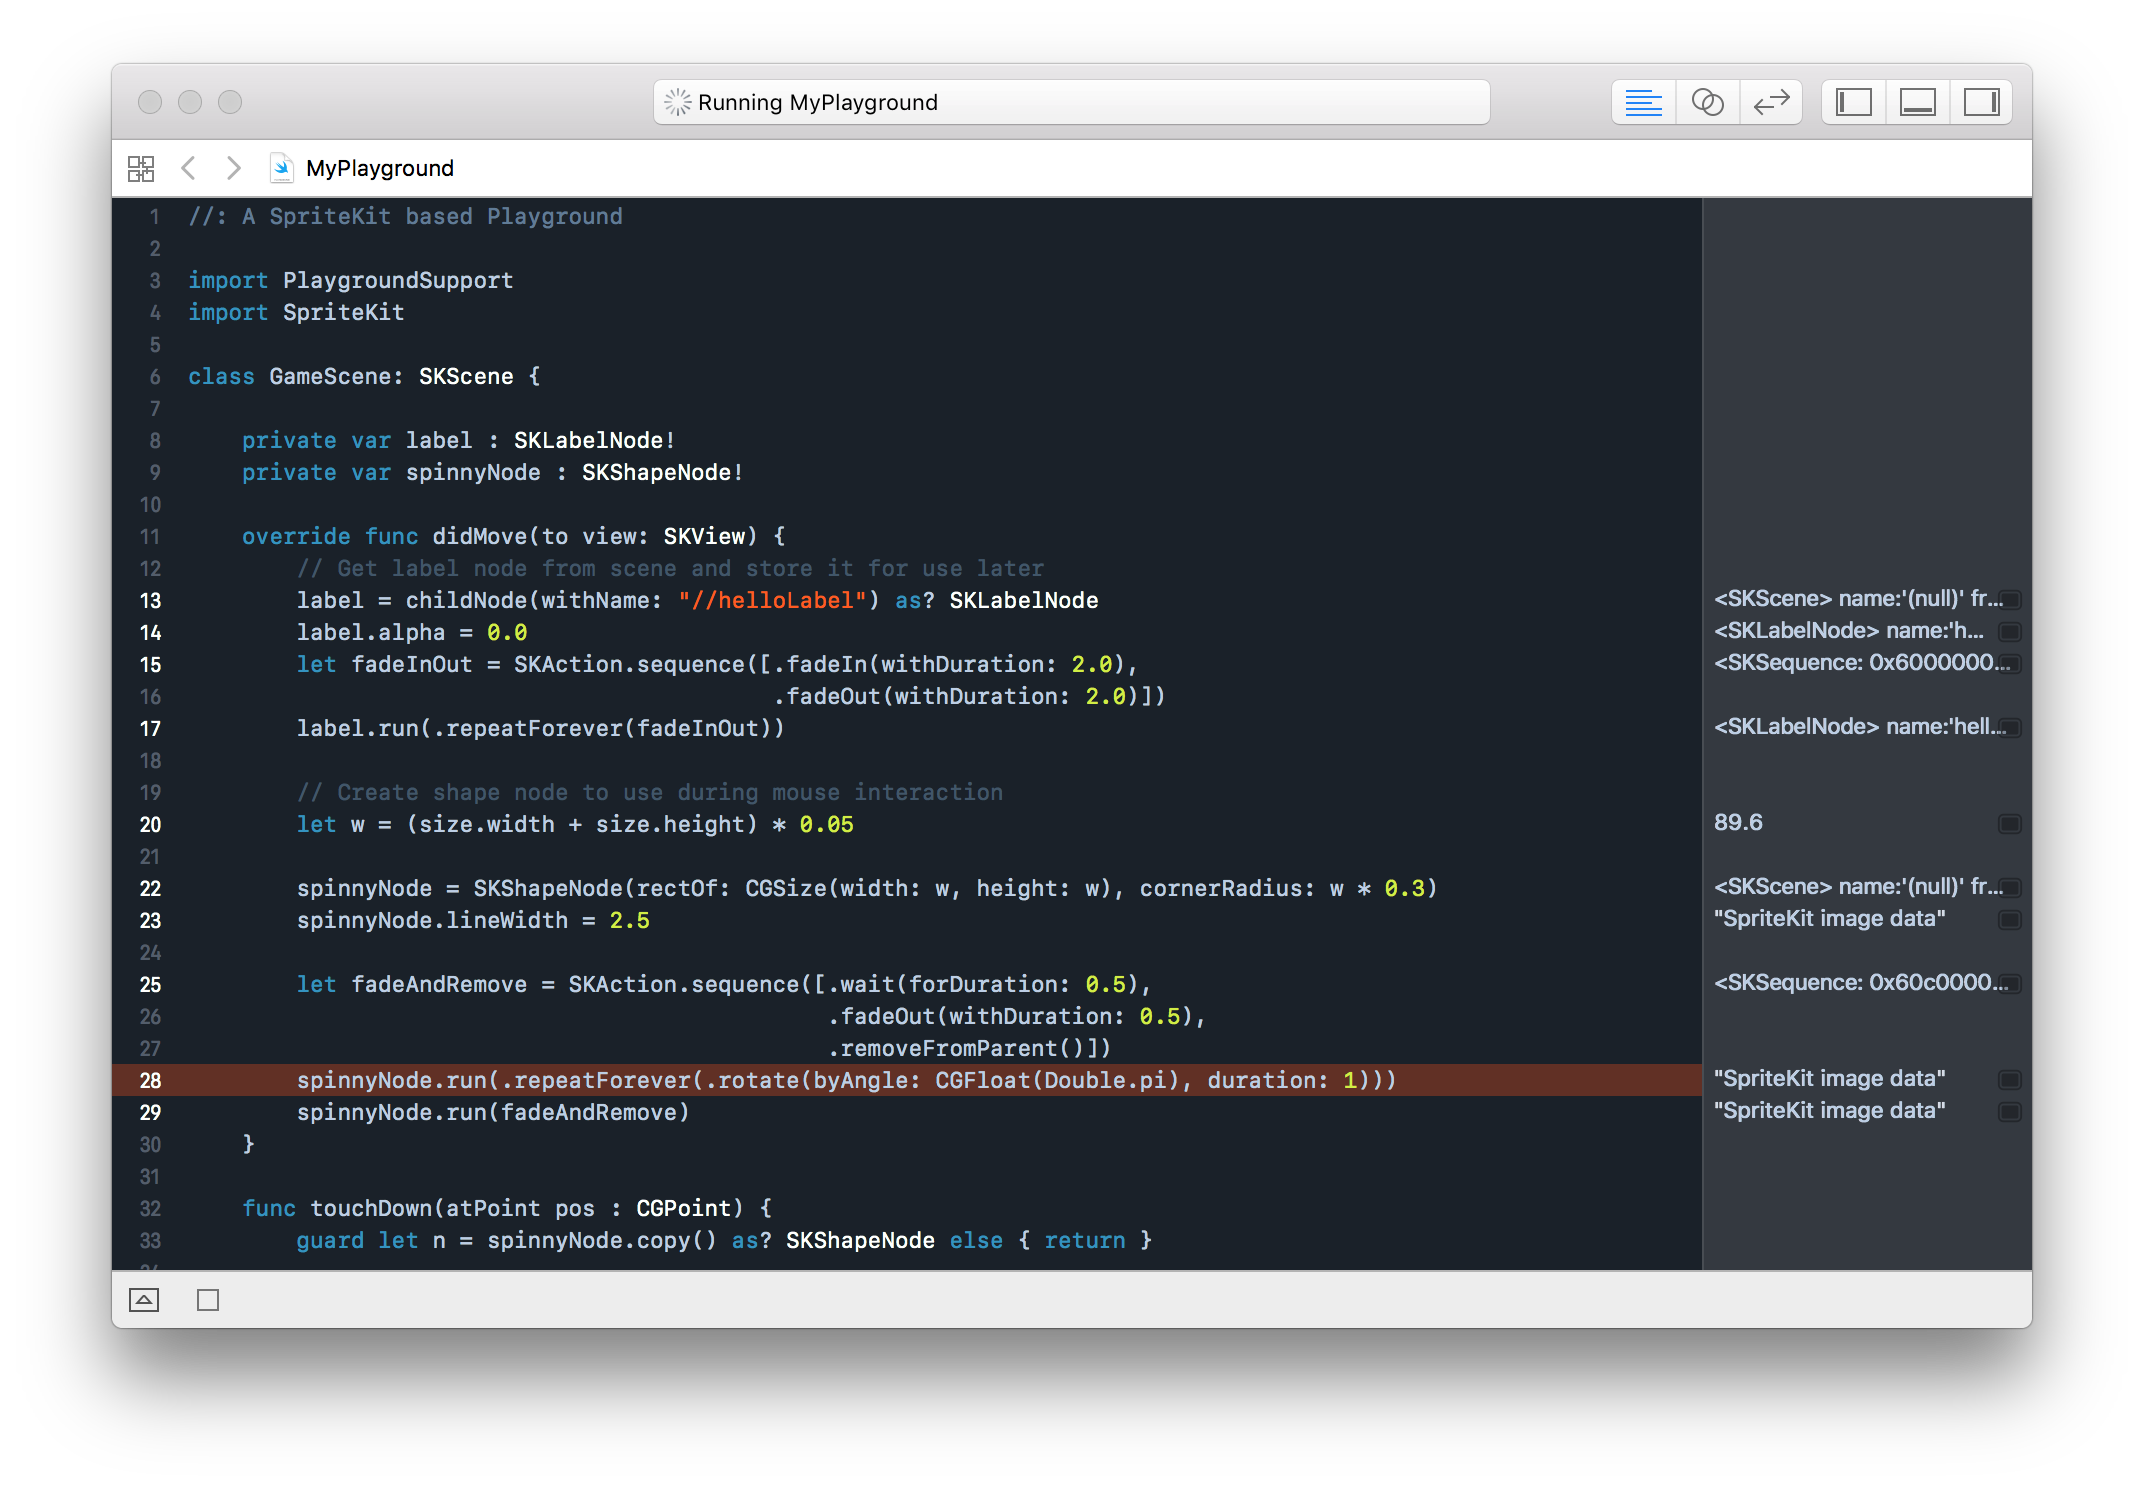 Running MyPlayground
MyPlayground
1 //: A SpriteKit based Playground
2
3 import PlaygroundSupport
4 import SpriteKit
5
6 class GameScene: SKScene {
7
8     private var label : SKLabelNode!
9     private var spinnyNode : SKShapeNode!
10
11     override func didMove(to view: SKView) {
12         // Get label node from scene and store it for use later
13         label = childNode(withName: "//helloLabel") as? SKLabelNode <SKScene> name:'(null)' fr...
14         label.alpha = 0.0 <SKLabelNode> name:'h...
15         let fadeInOut = SKAction.sequence([.fadeIn(withDuration: 2.0), <SKSequence: 0x6000000...
16                                            .fadeOut(withDuration: 2.0)])
17         label.run(.repeatForever(fadeInOut)) <SKLabelNode> name:'hell...
18
19         // Create shape node to use during mouse interaction
20         let w = (size.width + size.height) * 0.05 89.6
21
22         spinnyNode = SKShapeNode(rectOf: CGSize(width: w, height: w), cornerRadius: w * 0.3) <SKScene> name:'(null)' fr...
23         spinnyNode.lineWidth = 2.5 "SpriteKit image data"
24
25         let fadeAndRemove = SKAction.sequence([.wait(forDuration: 0.5), <SKSequence: 0x60c0000...
26                                                .fadeOut(withDuration: 0.5),
27                                                .removeFromParent()])
28         spinnyNode.run(.repeatForever(.rotate(byAngle: CGFloat(Double.pi), duration: 1))) "SpriteKit image data"
29         spinnyNode.run(fadeAndRemove) "SpriteKit image data"
30     }
31
32     func touchDown(atPoint pos : CGPoint) {
33         guard let n = spinnyNode.copy() as? SKShapeNode else { return }